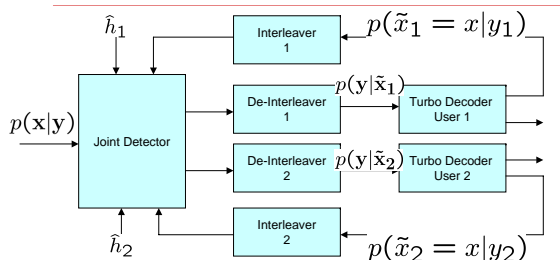 ĥ₁
Interleaver
1
p(x̃₁ = x|y₁)
p(𝐱|𝐲)
Joint Detector
De-Interleaver
1
p(𝐲|𝐱̃₁)
Turbo Decoder
User 1
De-Interleaver
2
p(𝐲|𝐱̃₂)
Turbo Decoder
User 2
ĥ₂
Interleaver
2
p(x̃₂ = x|y₂)